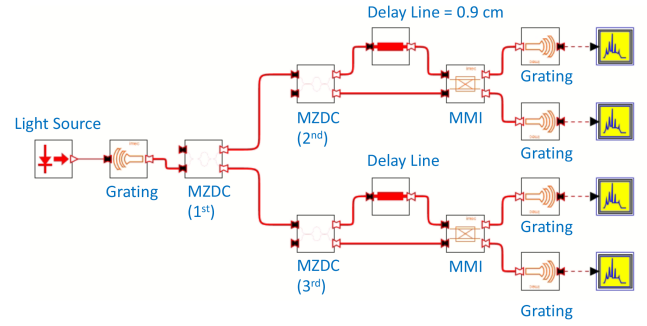 Delay Line = 0.9 cm
Grating
MZDC
(2nd)
MMI
Light Source
Grating
Grating
MZDC
(1st)
Delay Line
Grating
MZDC
(3rd)
MMI
Grating